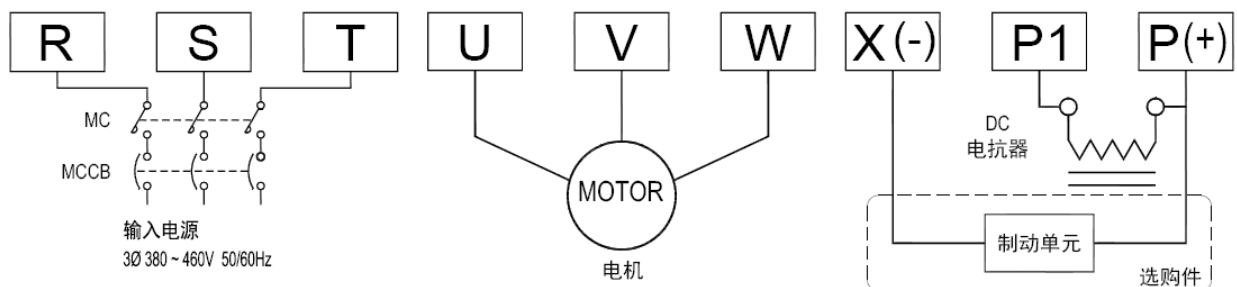 R S T U V W X(-) P1 P(+)
MC
MCCB
输入电源
3Ø 380 ~ 460V 50/60Hz
MOTOR
电机
DC
电抗器
制动单元
选购件